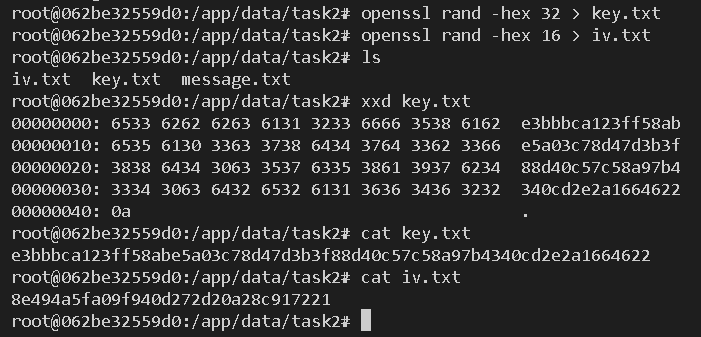 root@062be32559d0:/app/data/task2# openssl rand -hex 32 > key.txt
root@062be32559d0:/app/data/task2# openssl rand -hex 16 > iv.txt
root@062be32559d0:/app/data/task2# ls
iv.txt  key.txt  message.txt
root@062be32559d0:/app/data/task2# xxd key.txt
00000000: 6533 6262 6263 6131 3233 6666 3538 6162  e3bbbca123ff58ab
00000010: 6535 6130 3363 3738 6434 3764 3362 3366  e5a03c78d47d3b3f
00000020: 3838 6434 3063 3537 6335 3861 3937 6234  88d40c57c58a97b4
00000030: 3334 3063 6432 6532 6131 3636 3436 3232  340cd2e2a1664622
00000040: 0a                                       .
root@062be32559d0:/app/data/task2# cat key.txt
e3bbbca123ff58abe5a03c78d47d3b3f88d40c57c58a97b4340cd2e2a1664622
root@062be32559d0:/app/data/task2# cat iv.txt
8e494a5fa09f940d272d20a28c917221
root@062be32559d0:/app/data/task2#